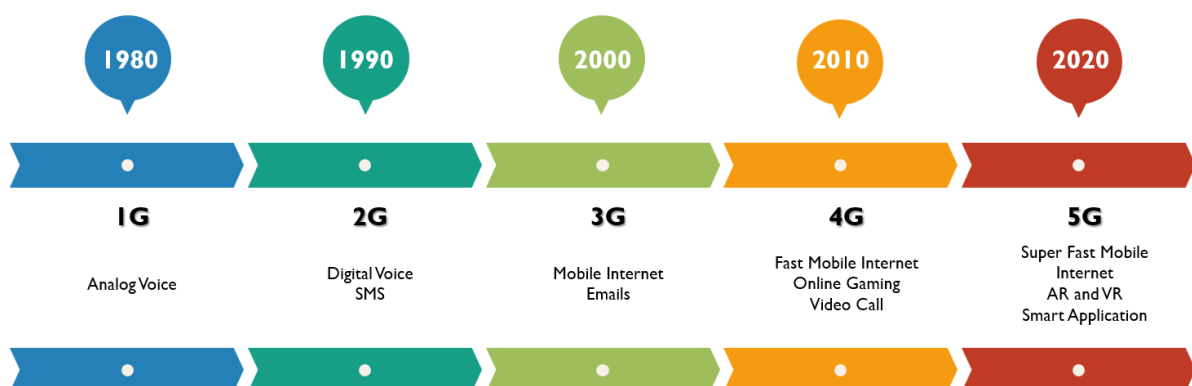 1980
1990
2000
2010
2020
1G
2G
3G
4G
5G
Analog Voice
Digital Voice
SMS
Mobile Internet
Emails
Fast Mobile Internet
Online Gaming
Video Call
Super Fast Mobile
Internet
AR and VR
Smart Application